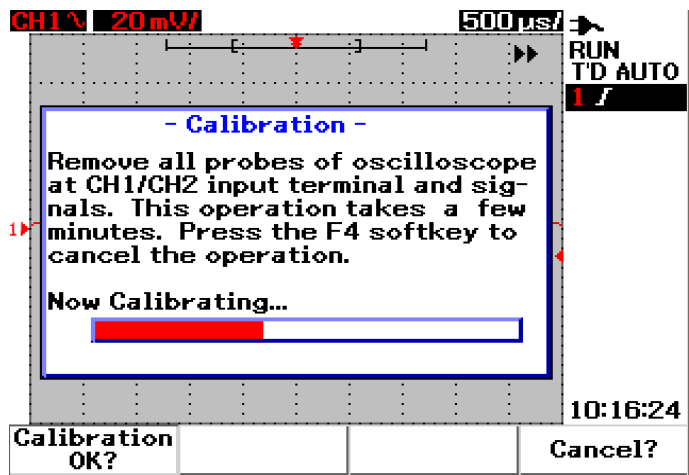 CH1 20 mV/ 500 µs/
RUN
T'D AUTO
1
- Calibration -
Remove all probes of oscilloscope
at CH1/CH2 input terminal and sig-
nals. This operation takes a few
minutes. Press the F4 softkey to
cancel the operation.
1
Now Calibrating...
10:16:24
Calibration
OK?
Cancel?